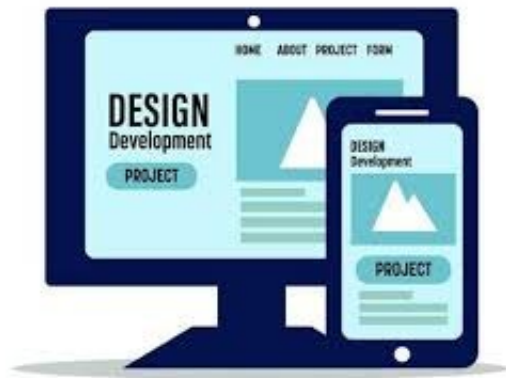 HOME ABOUT PROJECT FORM
DESIGN
Development
PROJECT
DESIGN
Development
PROJECT